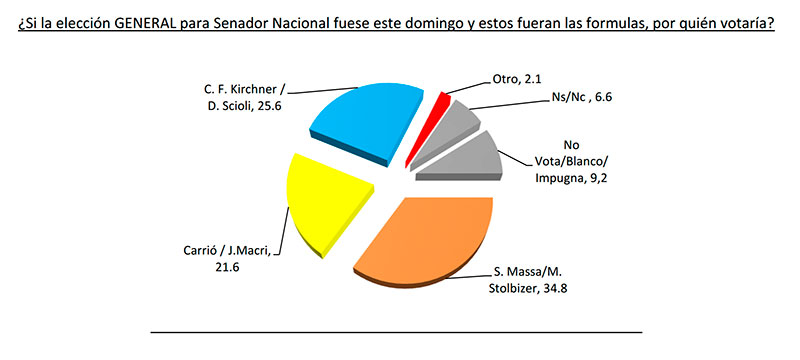 ¿Si la elección GENERAL para Senador Nacional fuese este domingo y estos fueran las formulas, por quién votaría?
C. F. Kirchner /
D. Scioli, 25.6
Otro, 2.1
Ns/Nc , 6.6
No
Vota/Blanco/
Impugna, 9,2
Carrió / J.Macri,
21.6
S. Massa/M.
Stolbizer, 34.8